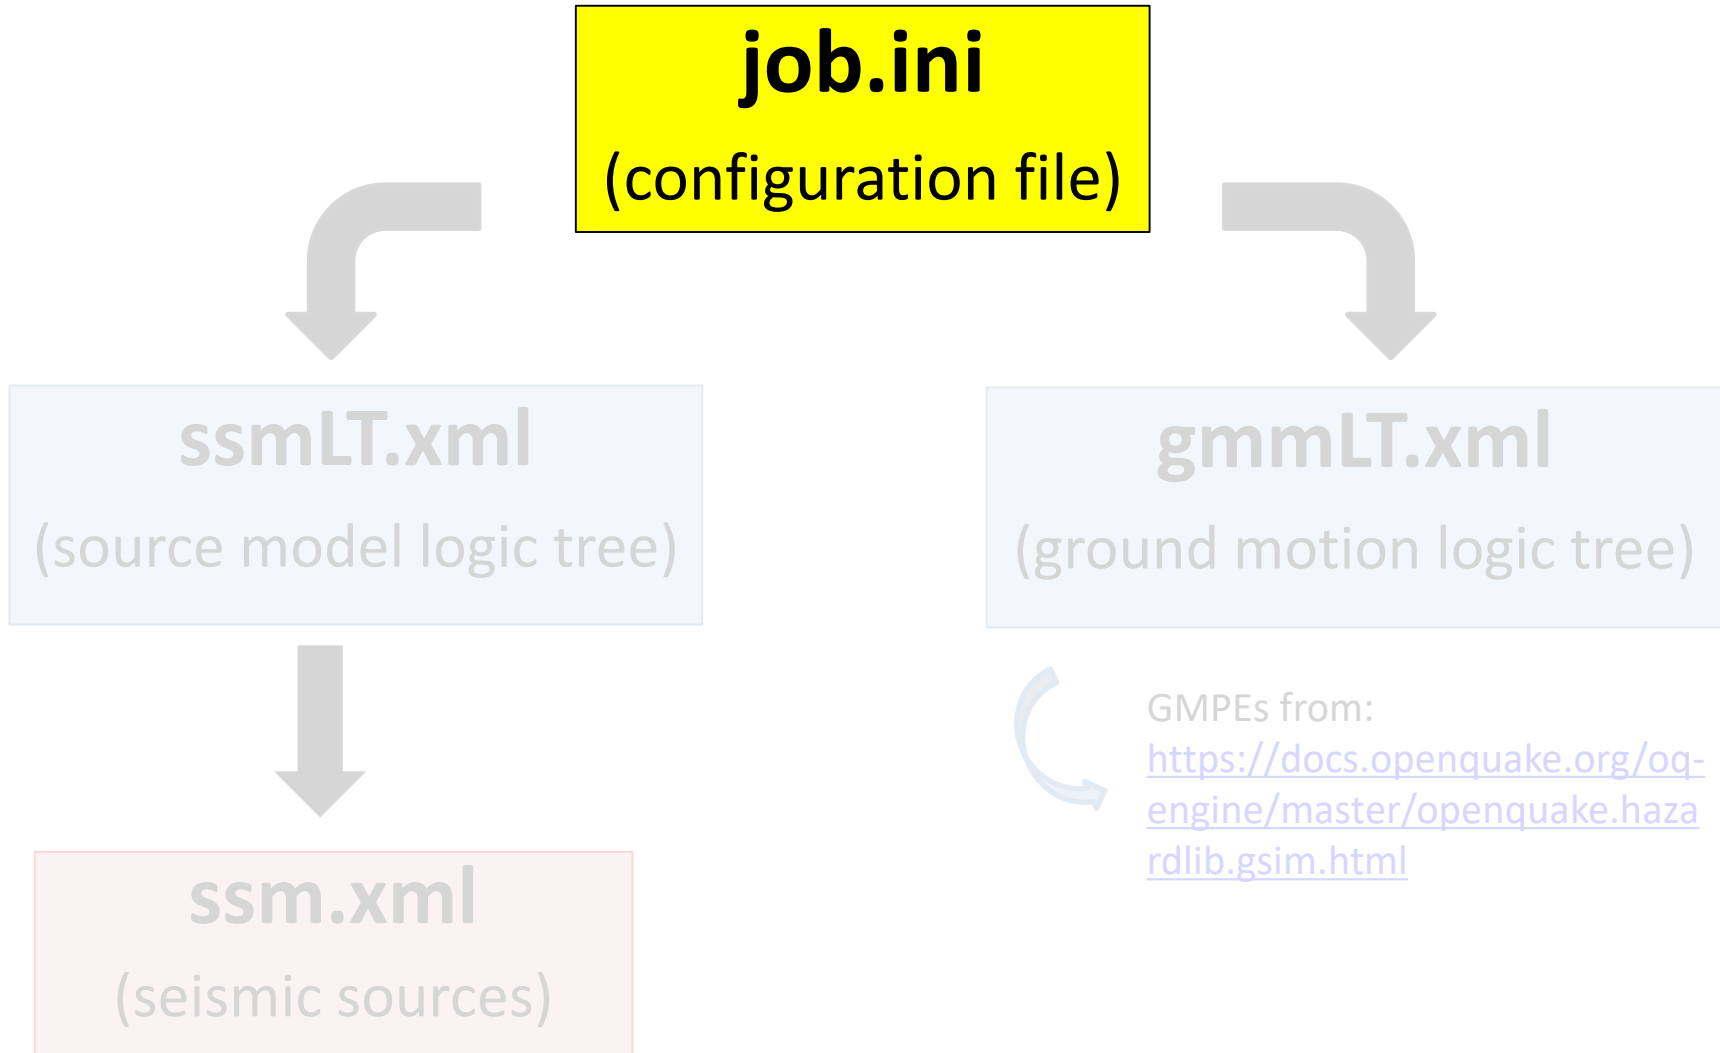 job.ini
(configuration file)
ssmLT.xml
(source model logic tree)
gmmLT.xml
(ground motion logic tree)
GMPEs from:
https://docs.openquake.org/oq-
engine/master/openquake.haza
rdlib.gsim.html
ssm.xml
(seismic sources)